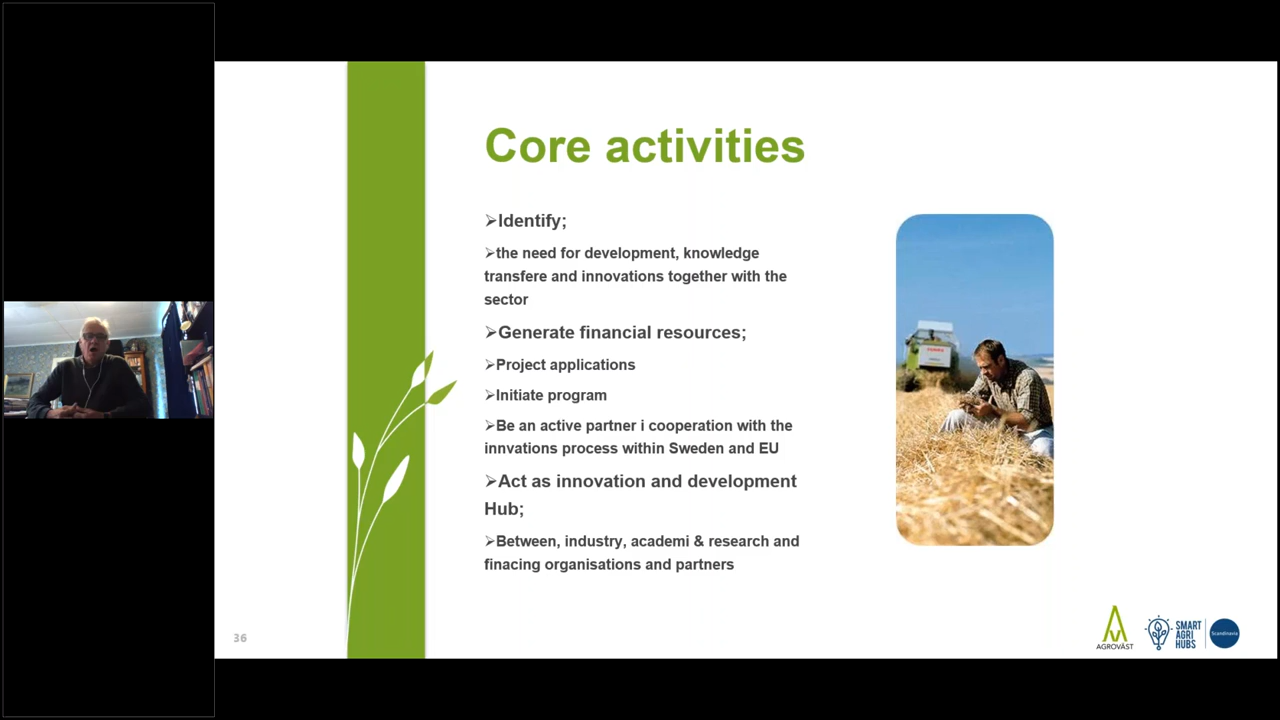 Core activities
➢Identify;
➢the need for development, knowledge
transfere and innovations together with the
sector
➢Generate financial resources;
➢Project applications
➢Initiate program
➢Be an active partner i cooperation with the
innvations process within Sweden and EU
➢Act as innovation and development
Hub;
➢Between, industry, academi & research and
finacing organisations and partners
36
AGROVÄST
SMART
AGRI
HUBS
Scandinavia